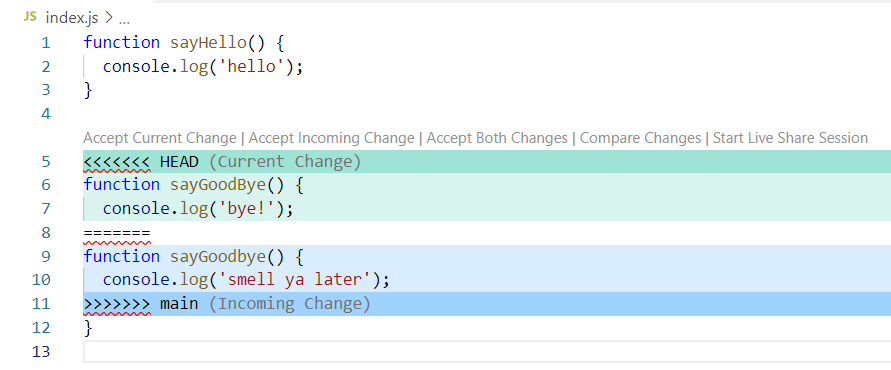 JS index.js > ...
1 function sayHello() {
2   console.log('hello');
3 }
4
Accept Current Change | Accept Incoming Change | Accept Both Changes | Compare Changes | Start Live Share Session
5 <<<<<<< HEAD (Current Change)
6 function sayGoodBye() {
7   console.log('bye!');
8 =======
9 function sayGoodbye() {
10   console.log('smell ya later');
11 >>>>>>> main (Incoming Change)
12 }
13